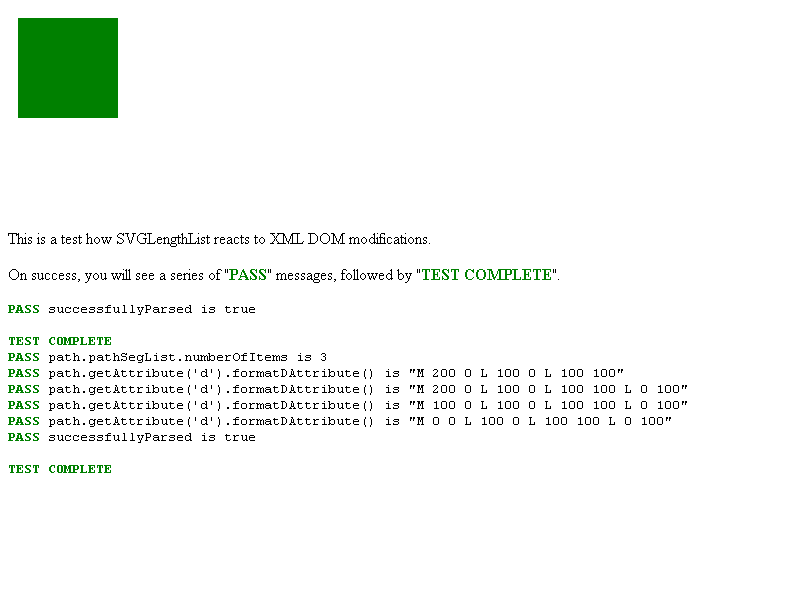 This is a test how SVGLengthList reacts to XML DOM modifications.
On success, you will see a series of "PASS" messages, followed by "TEST COMPLETE".
PASS successfullyParsed is true
TEST COMPLETE
PASS path.pathSegList.numberOfItems is 3
PASS path.getAttribute('d').formatDAttribute() is "M 200 0 L 100 0 L 100 100"
PASS path.getAttribute('d').formatDAttribute() is "M 200 0 L 100 0 L 100 100 L 0 100"
PASS path.getAttribute('d').formatDAttribute() is "M 100 0 L 100 0 L 100 100 L 0 100"
PASS path.getAttribute('d').formatDAttribute() is "M 0 0 L 100 0 L 100 100 L 0 100"
PASS successfullyParsed is true
TEST COMPLETE